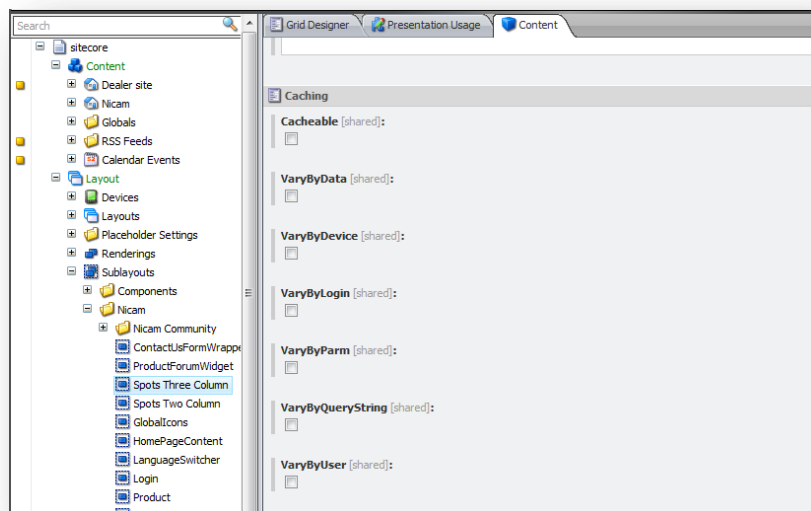 Search
sitecore
Content
Dealer site
Nicam
Globals
RSS Feeds
Calendar Events
Layout
Devices
Layouts
Placeholder Settings
Renderings
Sublayouts
Components
Nicam
Nicam Community
ContactUsFormWrappe
ProductForumWidget
Spots Three Column
Spots Two Column
GlobalIcons
HomePageContent
LanguageSwitcher
Login
Product
Grid Designer
Presentation Usage
Content
Caching
Cacheable [shared]:
VaryByData [shared]:
VaryByDevice [shared]:
VaryByLogin [shared]:
VaryByParm [shared]:
VaryByQueryString [shared]:
VaryByUser [shared]: